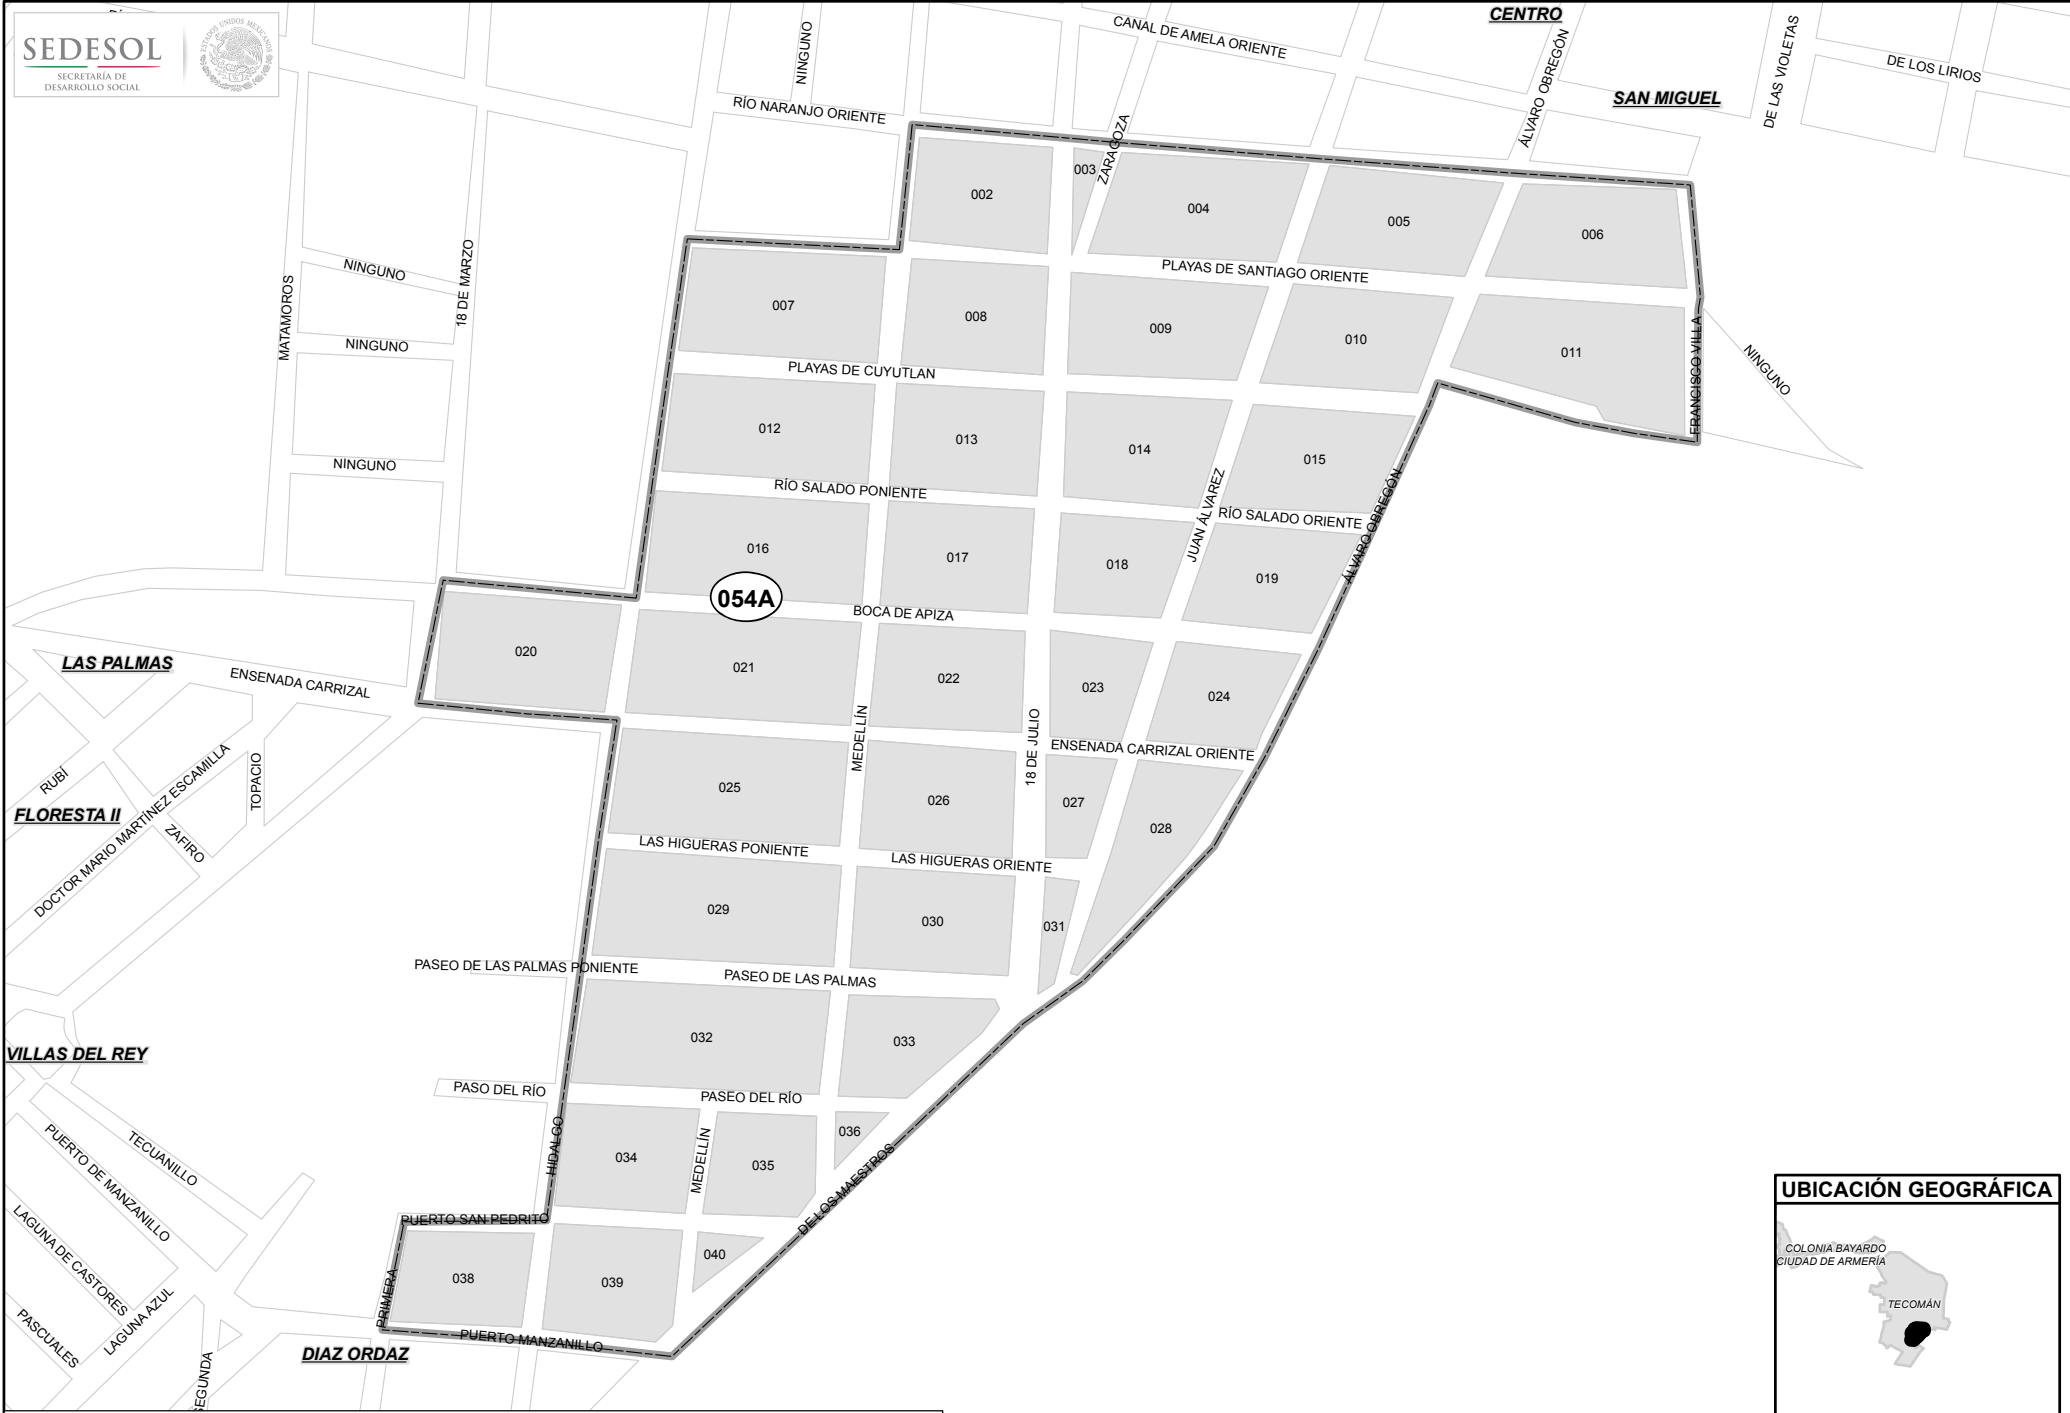 SEDESOL
SECRETARÍA DE
DESARROLLO SOCIAL
ESTADOS UNIDOS MEXICANOS
CENTRO
CANAL DE AMELA ORIENTE
NINGUNO
ÁLVARO OBREGÓN
DE LAS VIOLETAS
DE LOS LIRIOS
SAN MIGUEL
RÍO NARANJO ORIENTE
ZARAGOZA
002
003
004
005
006
MATAMOROS
NINGUNO
18 DE MARZO
PLAYAS DE SANTIAGO ORIENTE
007
008
009
010
011
FRANCISCO VILLA
NINGUNO
NINGUNO
PLAYAS DE CUYUTLAN
012
013
014
015
NINGUNO
RÍO SALADO PONIENTE
JUAN ÁLVAREZ
RÍO SALADO ORIENTE
ÁLVARO OBREGÓN
016
017
018
019
054A
BOCA DE APIZA
LAS PALMAS
ENSENADA CARRIZAL
020
021
022
023
024
MEDELLÍN
18 DE JULIO
ENSENADA CARRIZAL ORIENTE
RUBÍ
TOPACIO
FLORESTA II
DOCTOR MARIO MARTÍNEZ ESCAMILLA
ZAFIRO
025
026
027
028
LAS HIGUERAS PONIENTE
LAS HIGUERAS ORIENTE
029
030
031
PASEO DE LAS PALMAS PONIENTE
PASEO DE LAS PALMAS
032
033
VILLAS DEL REY
PASO DEL RÍO
PASEO DEL RÍO
HIDALGO
034
MEDELLÍN
035
036
DE LOS MAESTROS
TECUANILLO
PUERTO DE MANZANILLO
LAGUNA DE CASTORES
LAGUNA AZUL
PASCUALES
SEGUNDA
PUERTO SAN PEDRITO
PRIMERA
038
039
040
PUERTO MANZANILLO
DIAZ ORDAZ
UBICACIÓN GEOGRÁFICA
COLONIA BAYARDO
CIUDAD DE ARMERÍA
TECOMÁN